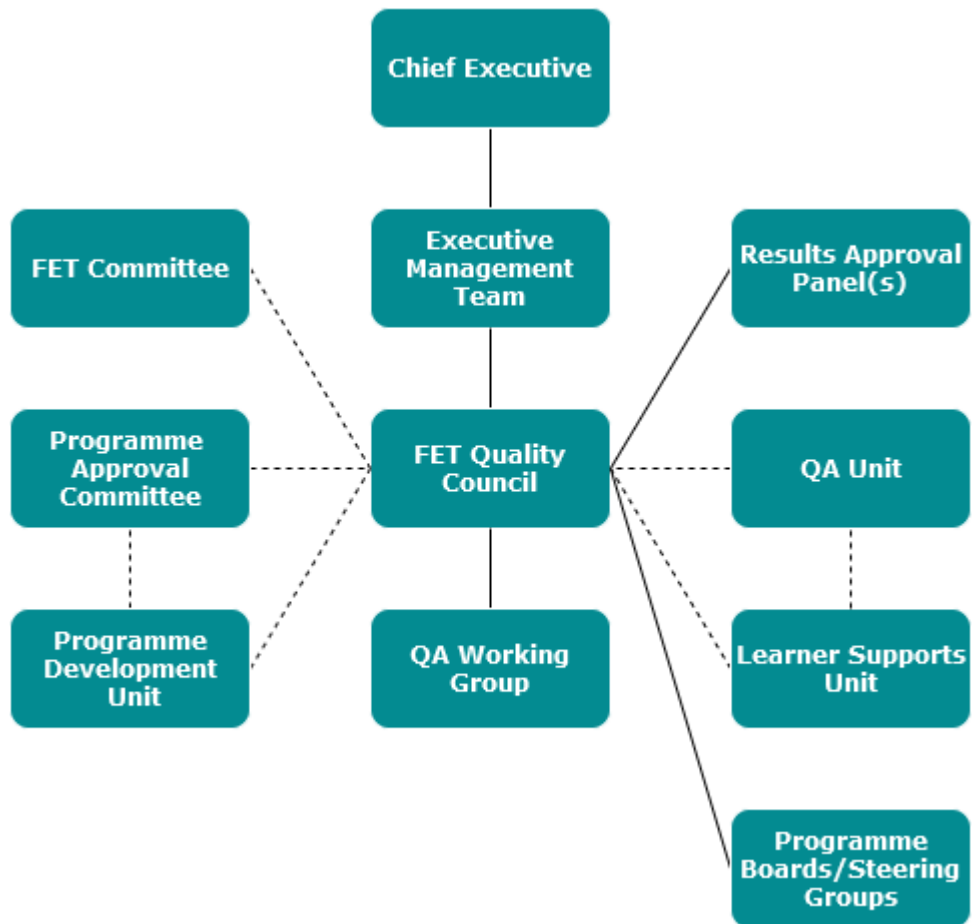 Chief Executive
FET Committee
Executive
Management
Team
Results Approval
Panel(s)
Programme
Approval
Committee
FET Quality
Council
QA Unit
Programme
Development
Unit
QA Working
Group
Learner Supports
Unit
Programme
Boards/Steering
Groups